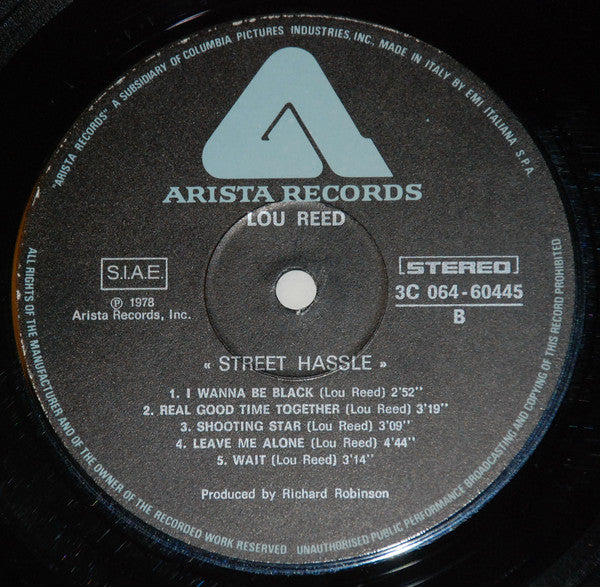 "ARISTA RECORDS" A SUBSIDIARY OF COLUMBIA PICTURES INDUSTRIES, INC., MADE IN ITALY BY EMI ITALIANA S.P.A.
ARISTA RECORDS
LOU REED
S.I.A.E.
Ⓟ 1978
Arista Records, Inc.
STEREO
3C 064-60445
B
« STREET HASSLE »
1. I WANNA BE BLACK (Lou Reed) 2'52''
2. REAL GOOD TIME TOGETHER (Lou Reed) 3'19''
3. SHOOTING STAR (Lou Reed) 3'09''
4. LEAVE ME ALONE (Lou Reed) 4'44''
5. WAIT (Lou Reed) 3'14''
Produced by Richard Robinson
ALL RIGHTS OF THE MANUFACTURER AND OF THE OWNER OF THE RECORDED WORK RESERVED UNAUTHORISED PUBLIC PERFORMANCE BROADCASTING AND COPYING OF THIS RECORD PROHIBITED